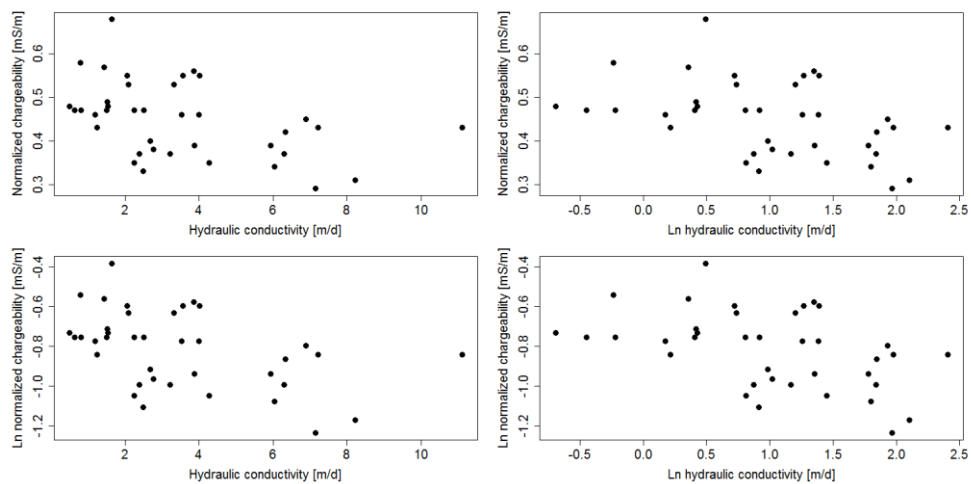 Normalized chargeability [mS/m]
0.6
0.5
0.4
0.3
2 4 6 8 10
Hydraulic conductivity [m/d]
Normalized chargeability [mS/m]
0.6
0.5
0.4
0.3
-0.5 0.0 0.5 1.0 1.5 2.0 2.5
Ln hydraulic conductivity [m/d]
Ln normalized chargeability [mS/m]
-0.4
-0.6
-0.8
-1.0
-1.2
2 4 6 8 10
Hydraulic conductivity [m/d]
Ln normalized chargeability [mS/m]
-0.4
-0.6
-0.8
-1.0
-1.2
-0.5 0.0 0.5 1.0 1.5 2.0 2.5
Ln hydraulic conductivity [m/d]